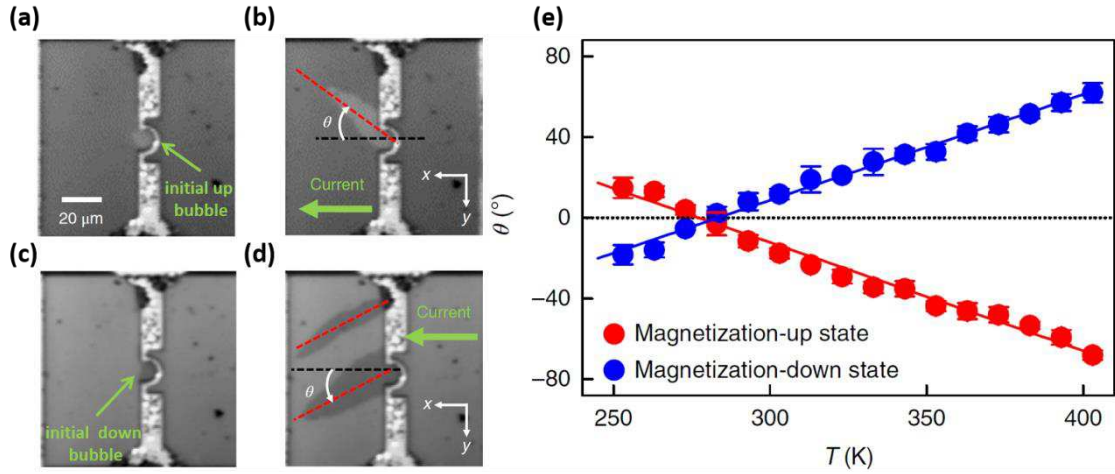 (a)
initial up
bubble
20 μm
(b)
θ
Current
x
y
(c)
initial down
bubble
(d)
Current
θ
x
y
(e)
80
40
0
−40
−80
θ (°)
Magnetization-up state
Magnetization-down state
250
300
350
400
T (K)